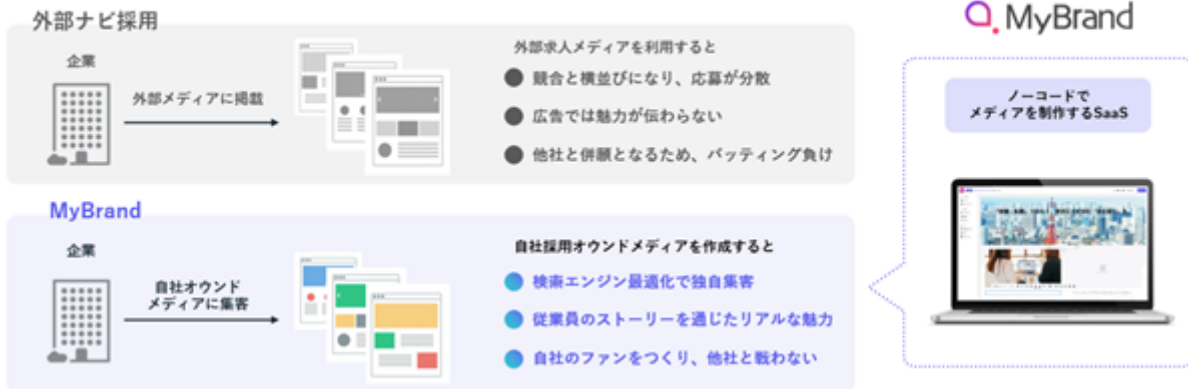 外部ナビ採用
企業
外部メディアに掲載
外部求人メディアを利用すると
競合と横並びになり、応募が分散
広告では魅力が伝わらない
他社と併願となるため、バッティング負け
MyBrand
企業
自社オウンド
メディアに集客
自社採用オウンドメディアを作成すると
検索エンジン最適化で独自集客
従業員のストーリーを通じたリアルな魅力
自社のファンをつくり、他社と戦わない
MyBrand
ノーコードで
メディアを制作するSaaS